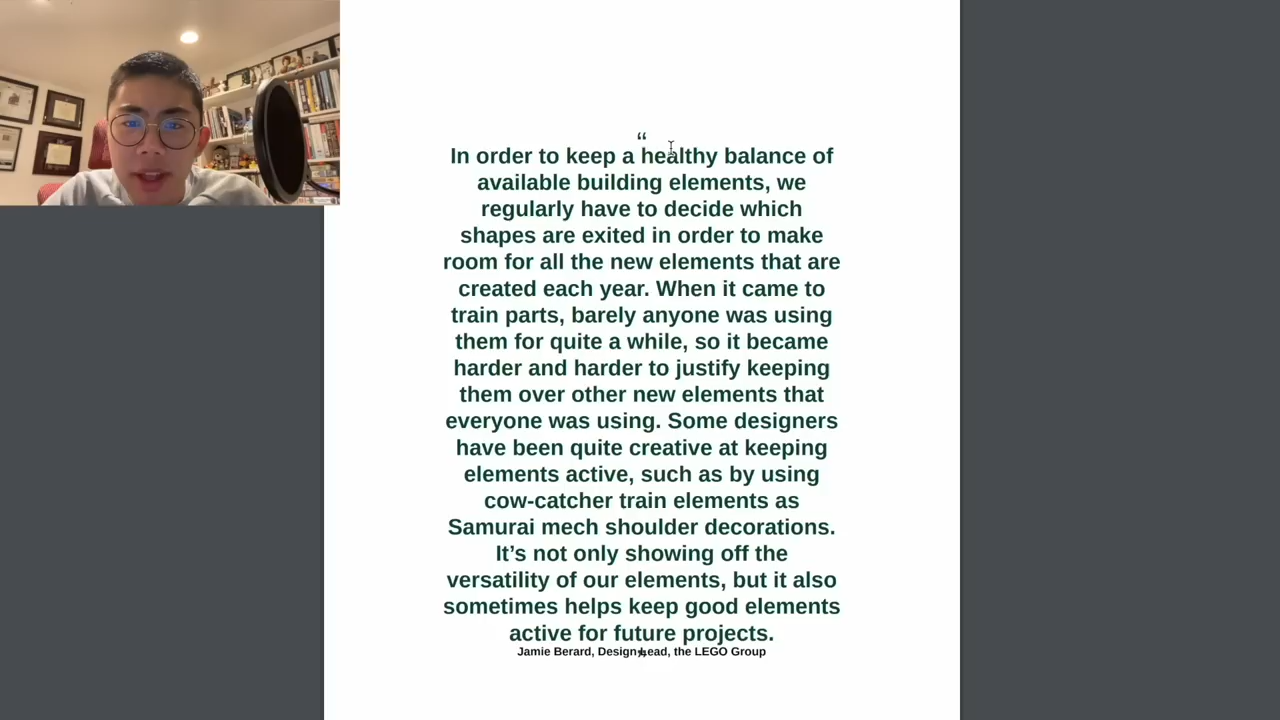 “
In order to keep a healthy balance of
available building elements, we
regularly have to decide which
shapes are exited in order to make
room for all the new elements that are
created each year. When it came to
train parts, barely anyone was using
them for quite a while, so it became
harder and harder to justify keeping
them over other new elements that
everyone was using. Some designers
have been quite creative at keeping
elements active, such as by using
cow-catcher train elements as
Samurai mech shoulder decorations.
It’s not only showing off the
versatility of our elements, but it also
sometimes helps keep good elements
active for future projects.
Jamie Berard, Design Lead, the LEGO Group